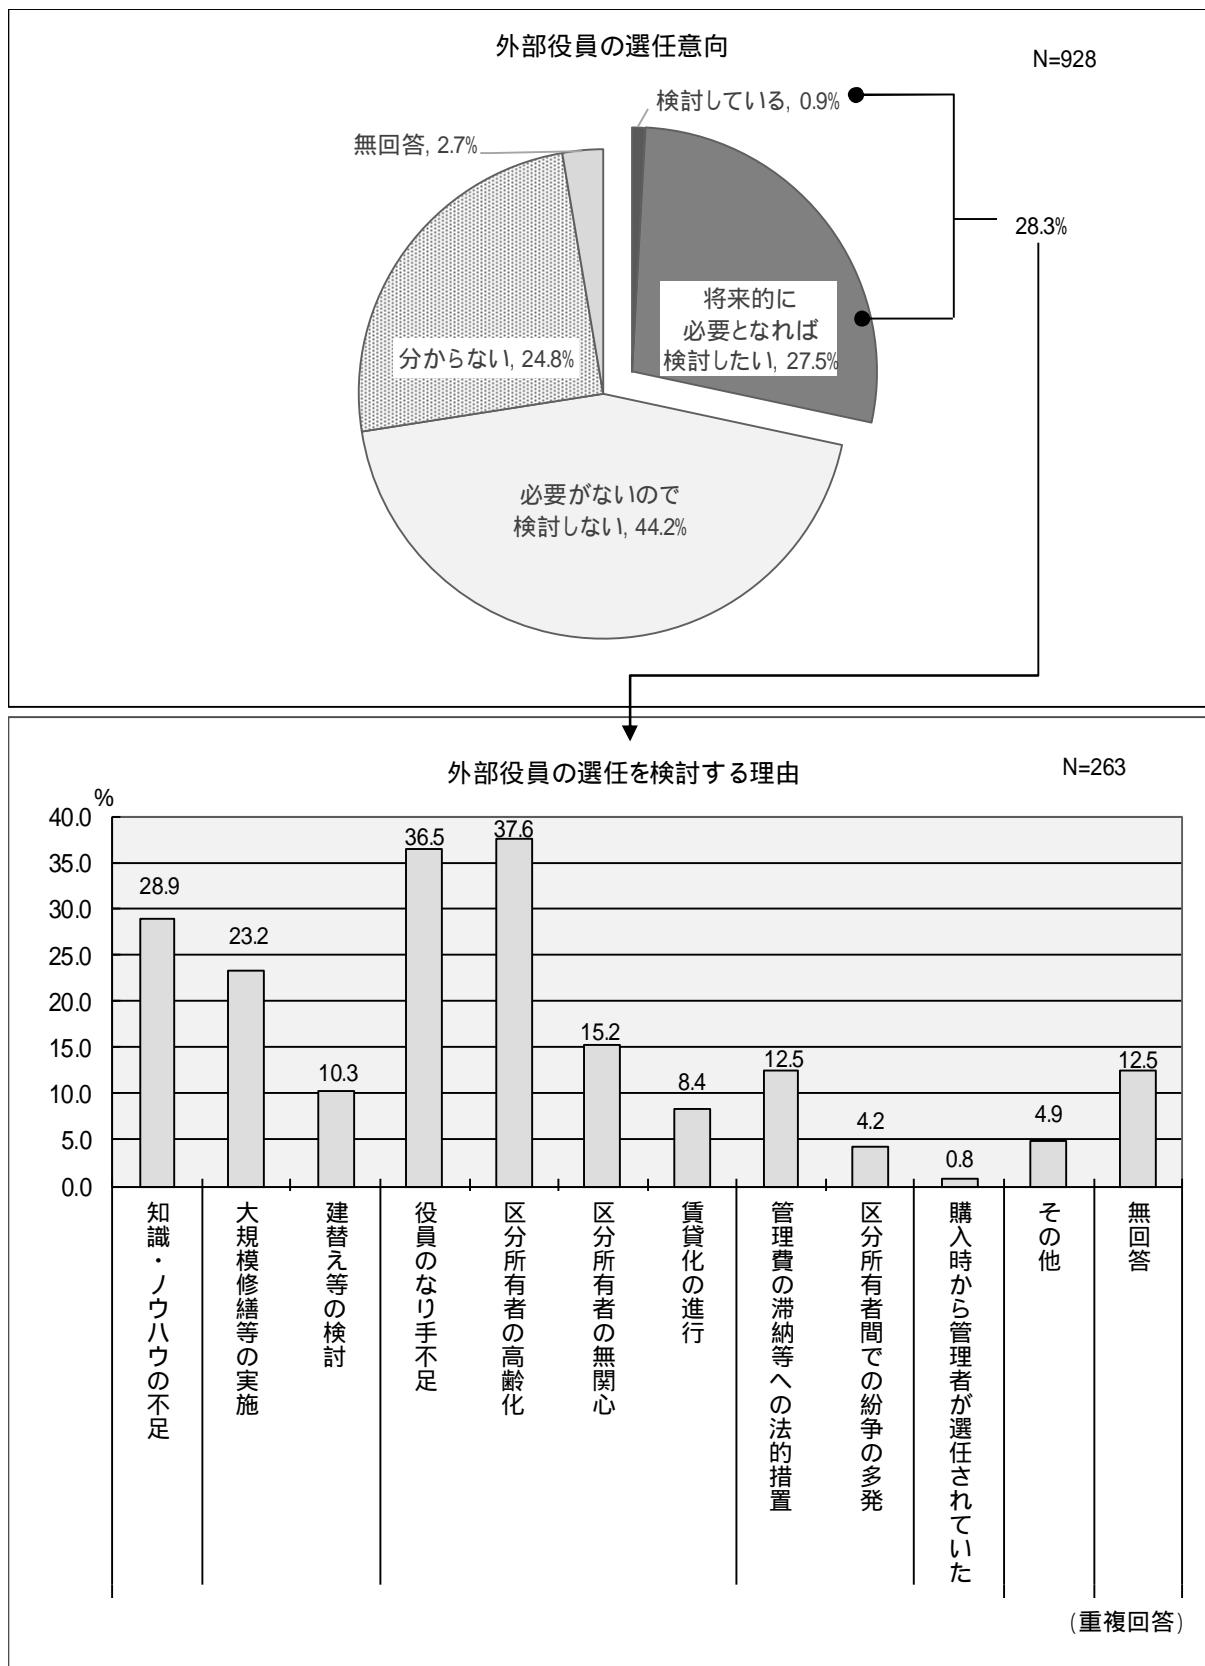 外部役員の選任意向
N=928
検討している, 0.9%
無回答, 2.7%
28.3%
将来的に
必要となれば
検討したい, 27.5%
分からない, 24.8%
必要がないので
検討しない, 44.2%
外部役員の選任を検討する理由
N=263
%
40.0
35.0
30.0
25.0
20.0
15.0
10.0
5.0
0.0
28.9
23.2
10.3
36.5
37.6
15.2
8.4
12.5
4.2
0.8
4.9
12.5
知識・ノウハウの不足
大規模修繕等の実施
建替え等の検討
役員のなり手不足
区分所有者の高齢化
区分所有者の無関心
賃貸化の進行
管理費の滞納等への法的措置
区分所有者間での紛争の多発
購入時から管理者が選任されていた
その他
無回答
(重複回答)